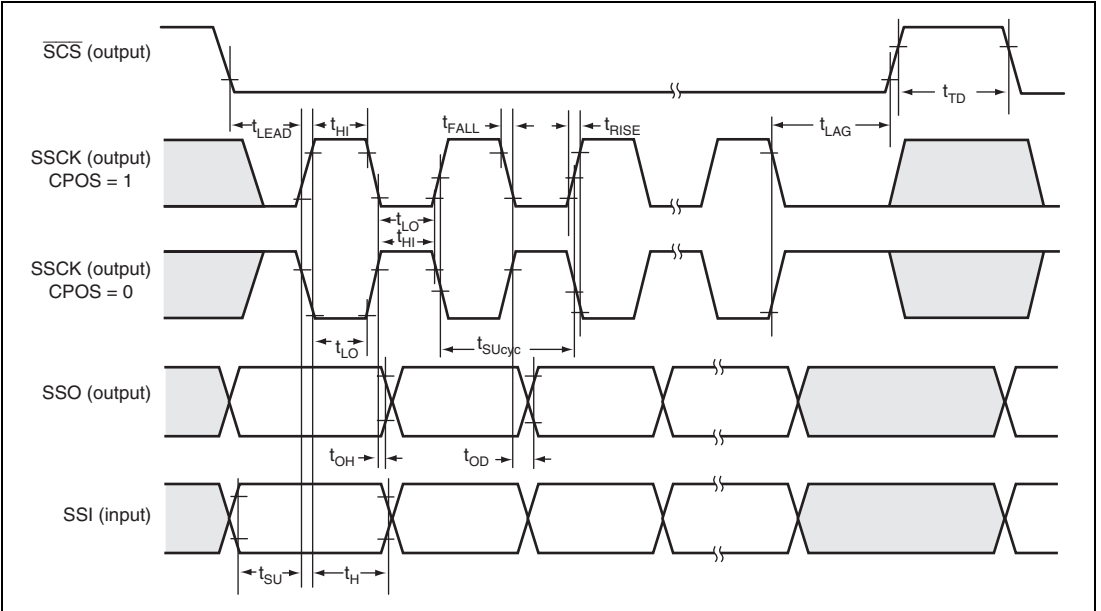 SCS (output)
tTD
tLEAD
tHI
tFALL
tRISE
tLAG
SSCK (output)
CPOS = 1
tLO
tHI
SSCK (output)
CPOS = 0
tLO
tSUcyc
SSO (output)
tOH
tOD
SSI (input)
tSU
tH